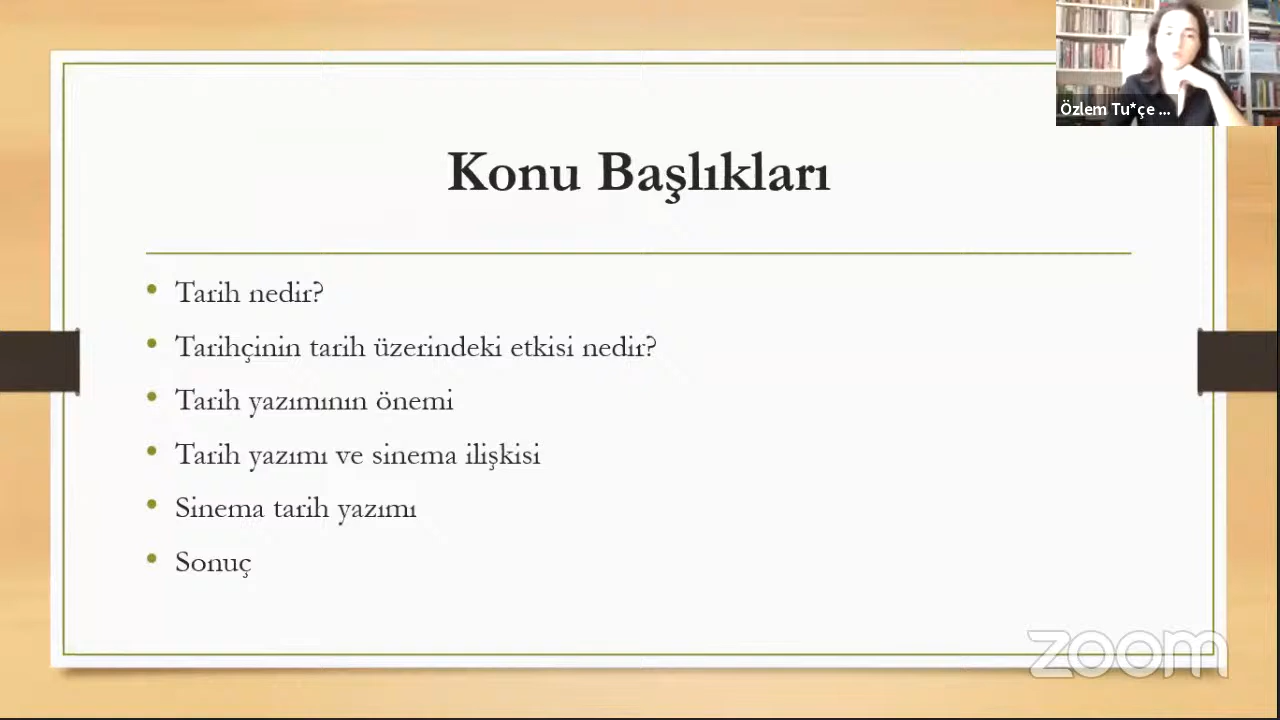 Özlem Tu*çe ...
Konu Başlıkları
• Tarih nedir?
• Tarihçinin tarih üzerindeki etkisi nedir?
• Tarih yazımının önemi
• Tarih yazımı ve sinema ilişkisi
• Sinema tarih yazımı
• Sonuç
zoom